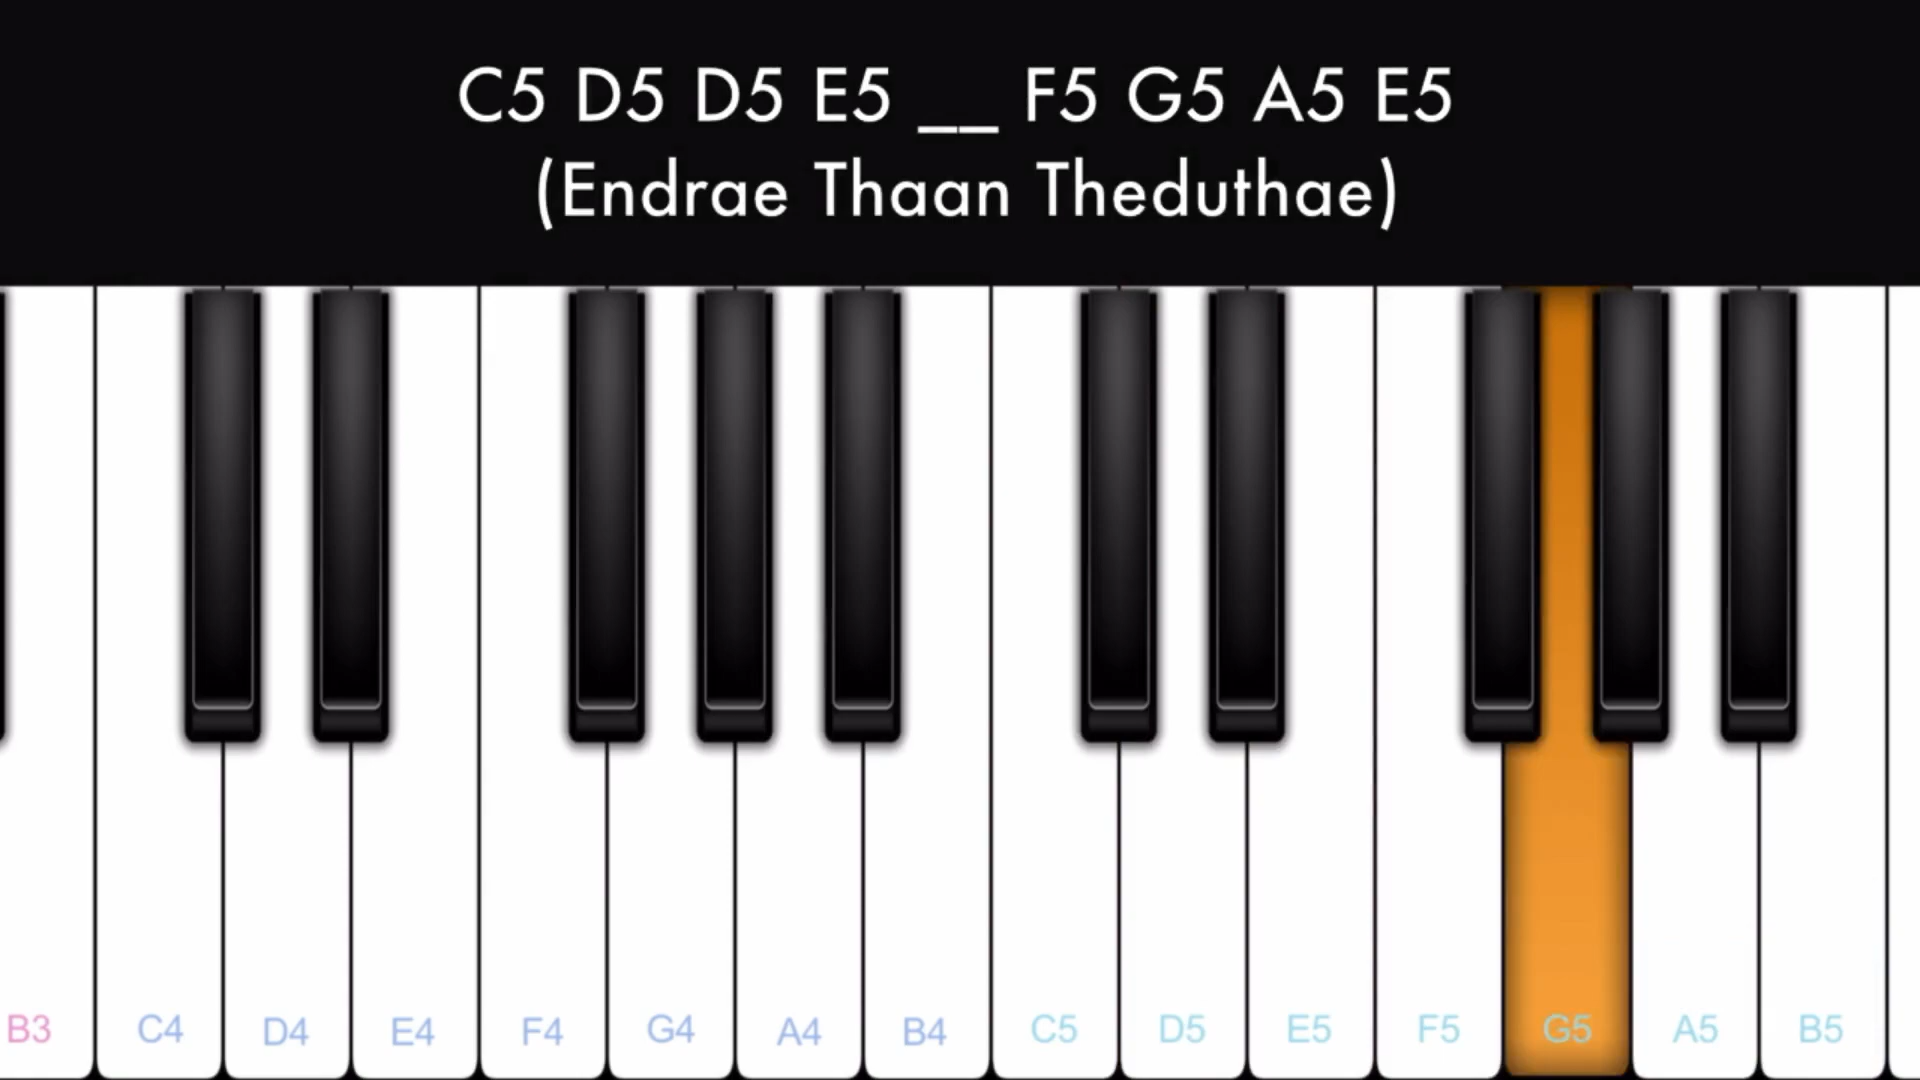 C5 D5 D5 E5 __ F5 G5 A5 E5
(Endrae Thaan Theduthae)
B3 C4 D4 E4 F4 G4 A4 B4 C5 D5 E5 F5 G5 A5 B5